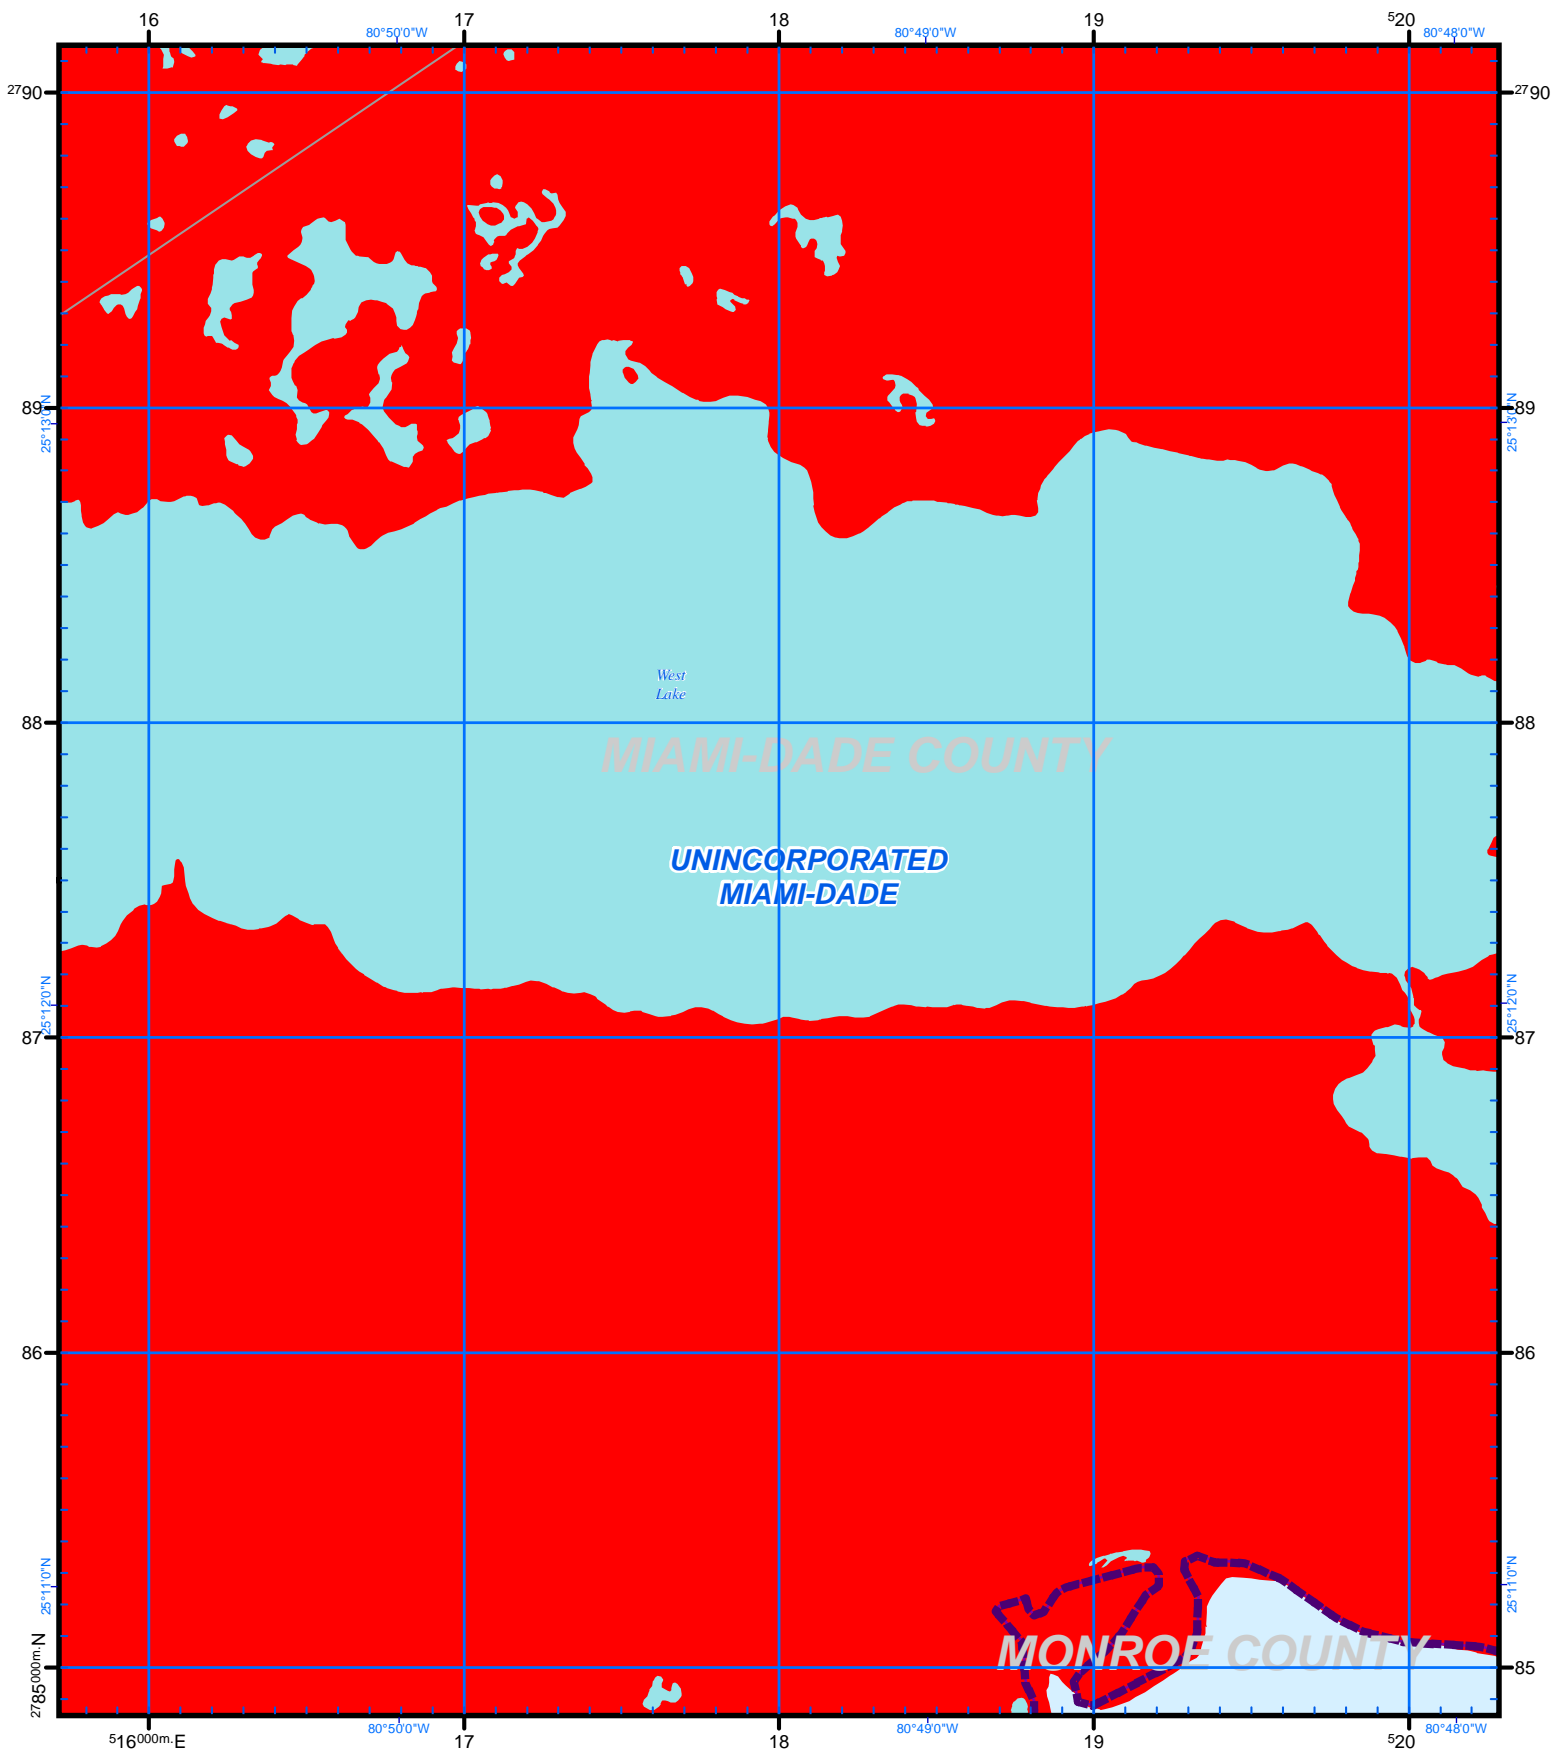 16 17 18 19 520
80°50'0"W 80°49'0"W 80°48'0"W
2790 2790
89 89
25°13'0"N 25°13'0"N
West
Lake
88 88
MIAMI-DADE COUNTY
UNINCORPORATED
MIAMI-DADE
25°12'0"N 25°12'0"N
87 87
86 86
25°11'0"N 25°11'0"N
MONROE COUNTY
2785000m.N 85
80°50'0"W 80°49'0"W 80°48'0"W
516000m.E 17 18 19 520